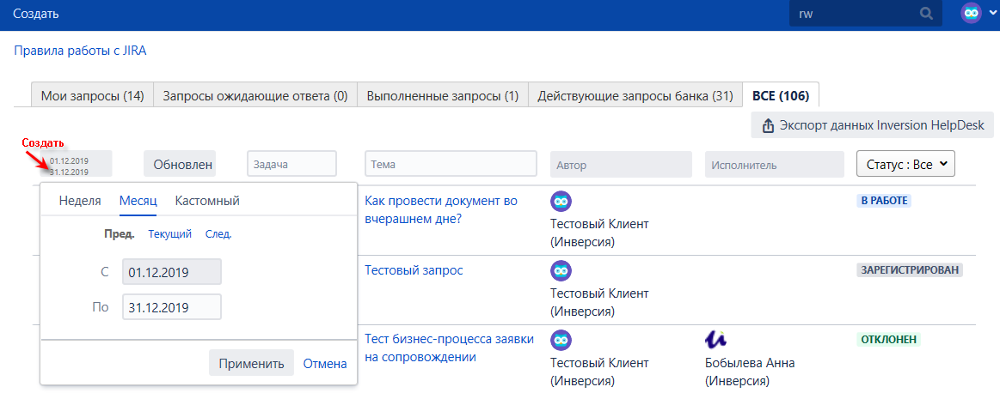 Создать
rw
Правила работы с JIRA
Мои запросы (14)
Запросы ожидающие ответа (0)
Выполненные запросы (1)
Действующие запросы банка (31)
ВСЕ (106)
Экспорт данных Inversion HelpDesk
Создать
01.12.2019
31.12.2019
Обновлен
Задача
Тема
Автор
Исполнитель
Статус : Все
Неделя
Месяц
Кастомный
Пред.
Текущий
След.
С
01.12.2019
По
31.12.2019
Применить
Отмена
Как провести документ во
вчерашнем дне?
Тестовый Клиент
(Инверсия)
В РАБОТЕ
Тестовый запрос
Тестовый Клиент
(Инверсия)
ЗАРЕГИСТРИРОВАН
Тест бизнес-процесса заявки
на сопровождении
Тестовый Клиент
(Инверсия)
Бобылева Анна
(Инверсия)
ОТКЛОНЕН